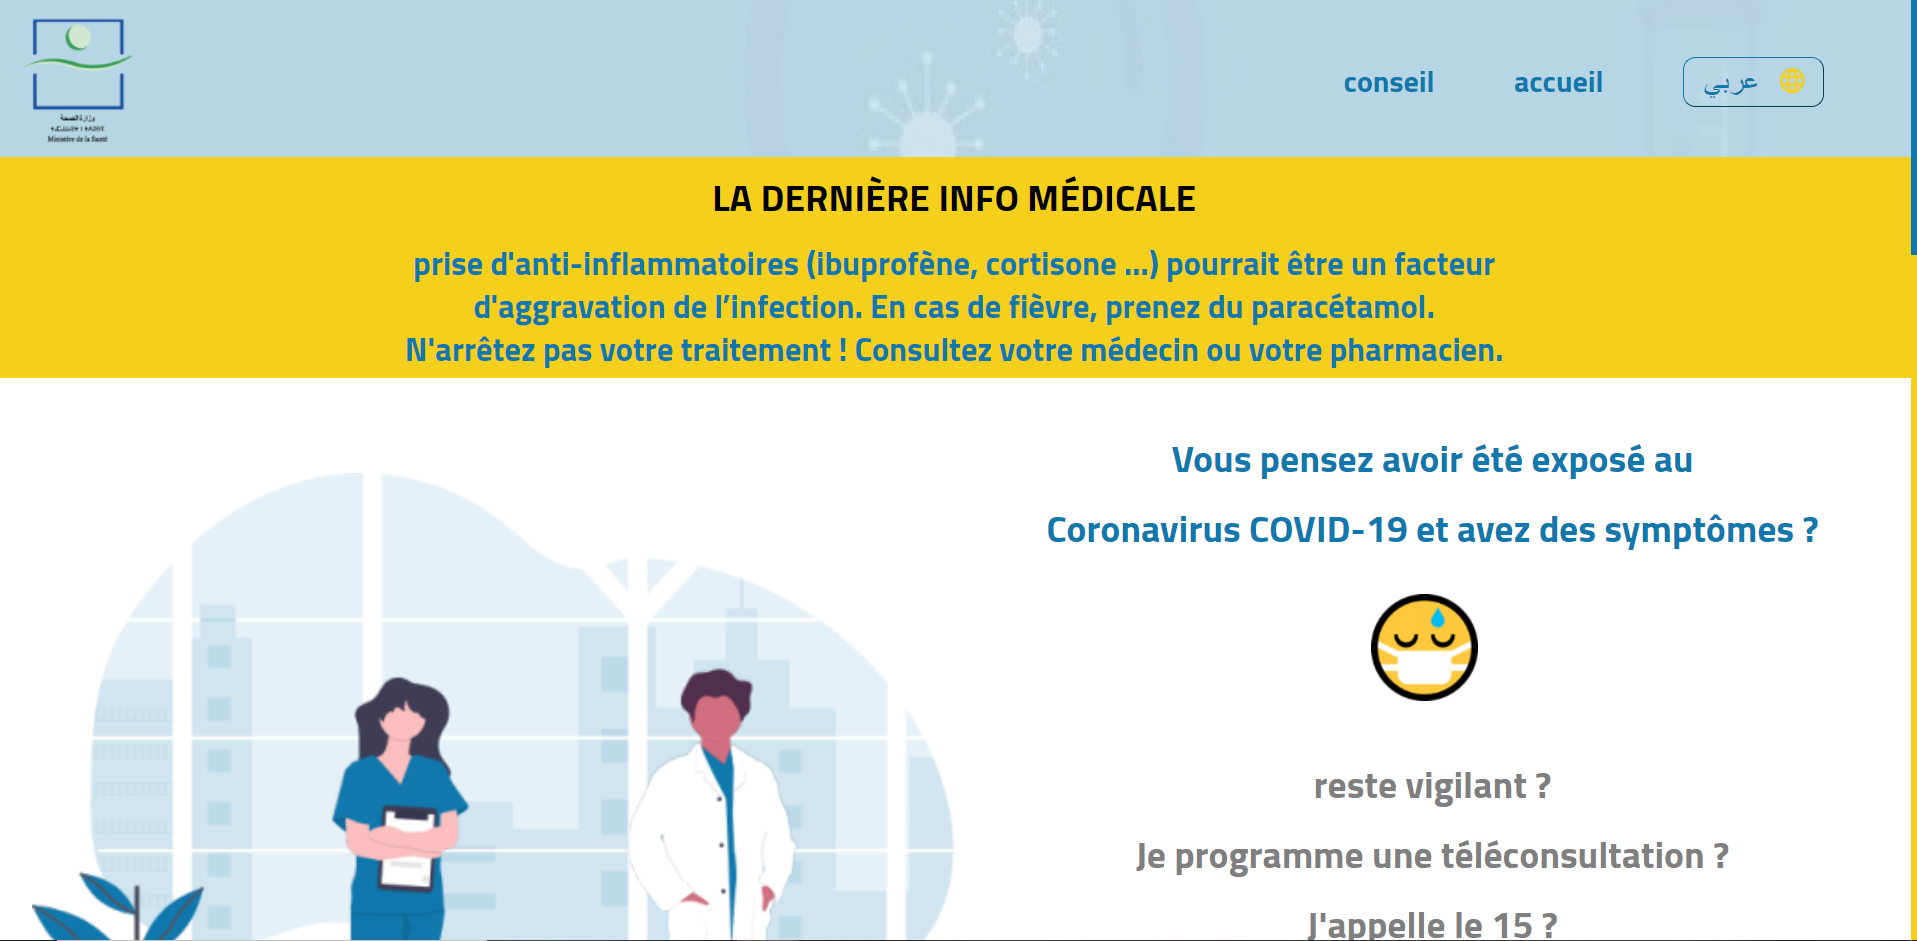 وزارة الصحة
Ministère de la Santé
conseil
accueil
عربي
LA DERNIÈRE INFO MÉDICALE
prise d'anti-inflammatoires (ibuprofène, cortisone ...) pourrait être un facteur
d'aggravation de l’infection. En cas de fièvre, prenez du paracétamol.
N'arrêtez pas votre traitement ! Consultez votre médecin ou votre pharmacien.
Vous pensez avoir été exposé au
Coronavirus COVID-19 et avez des symptômes ?
reste vigilant ?
Je programme une téléconsultation ?
J'appelle le 15 ?